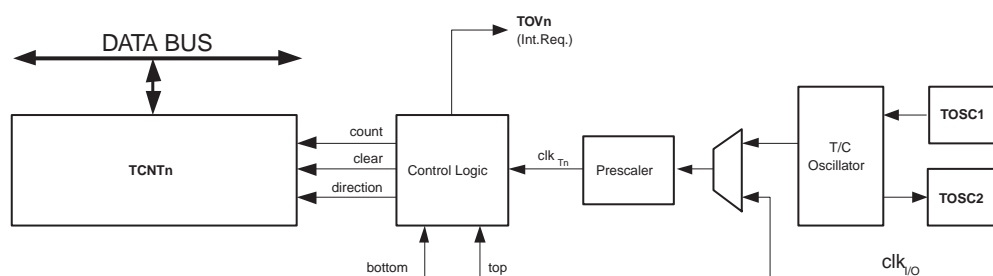 TOVn
(Int.Req.)
DATA BUS
TCNTn
count
clear
direction
Control Logic
clk Tn
Prescaler
T/C
Oscillator
TOSC1
TOSC2
bottom
top
clk I/O